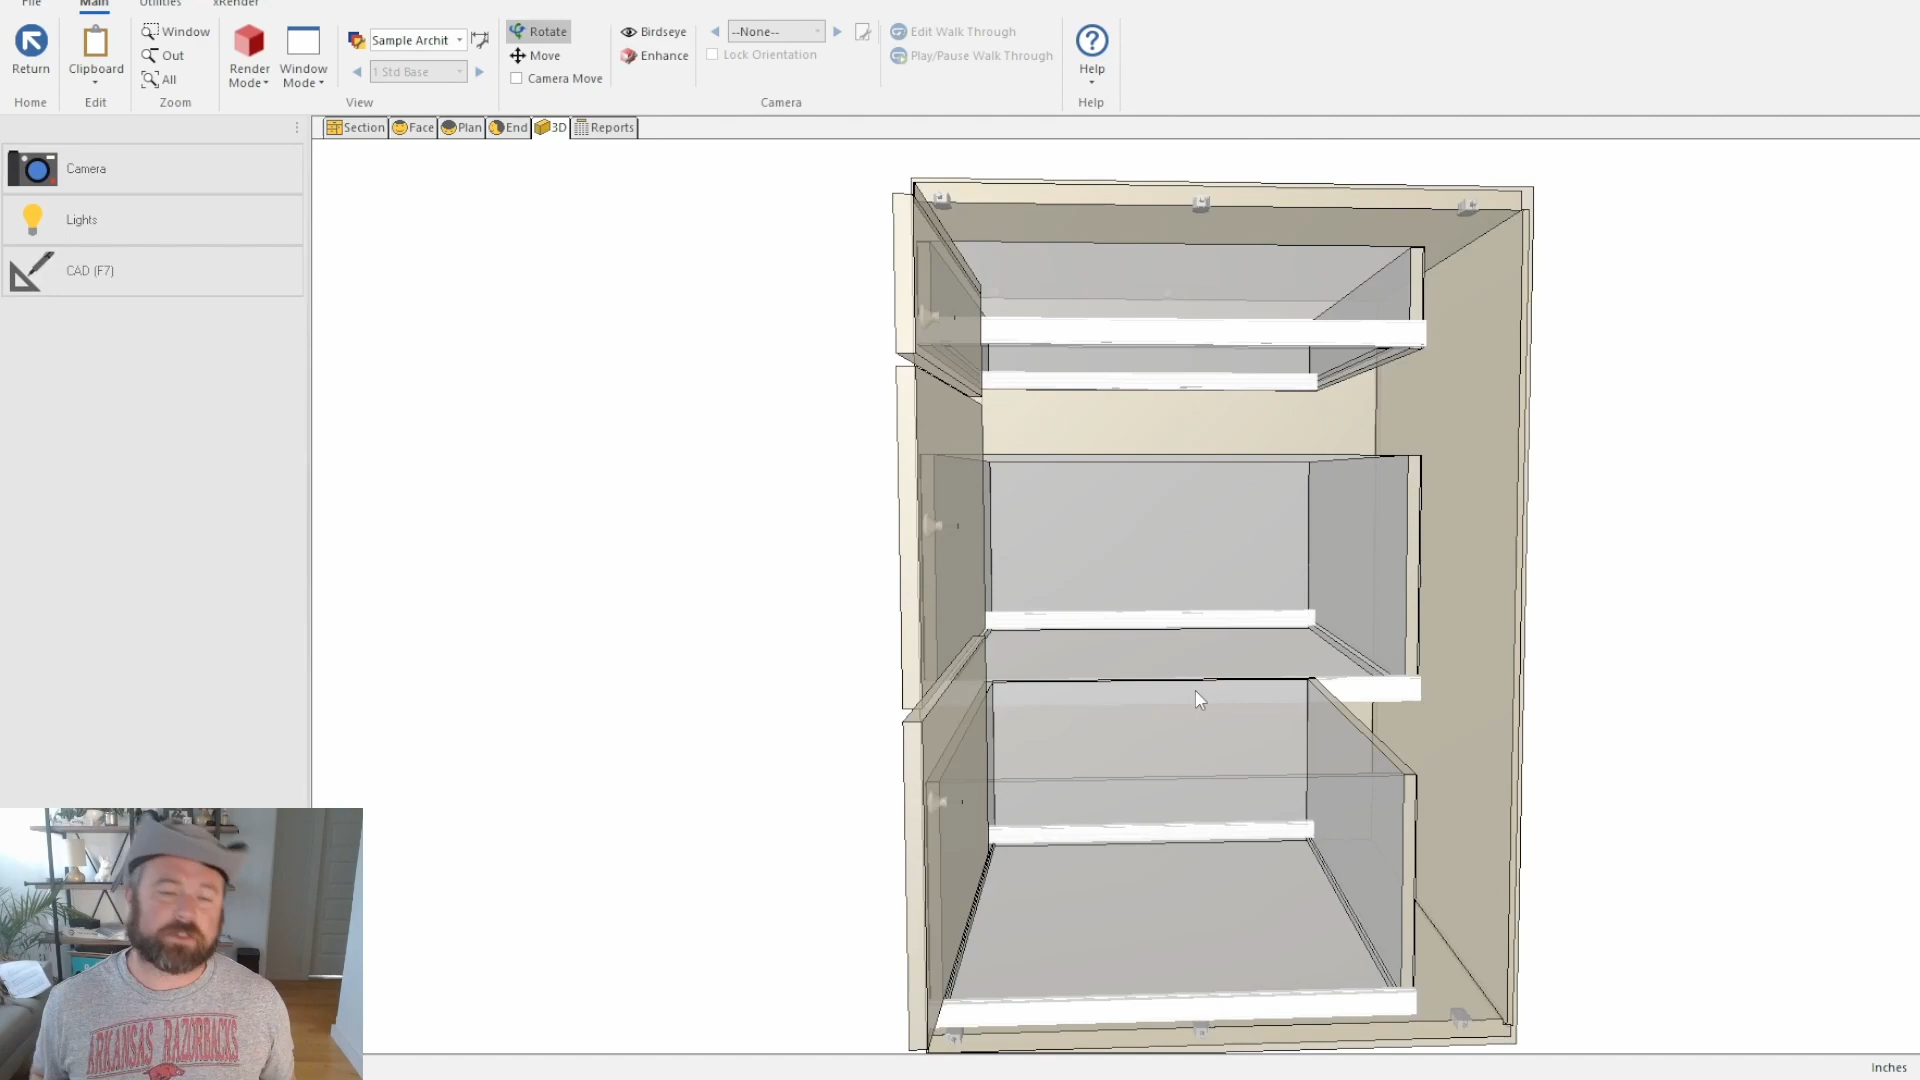 File Main Utilities xRender
Return
Clipboard
Window
Out
All
Render Mode
Window Mode
Sample Archit
1 Std Base
Rotate
Move
Camera Move
Birdseye
Enhance
--None--
Lock Orientation
Edit Walk Through
Play/Pause Walk Through
Help
Home Edit Zoom View Camera Help
Section Face Plan End 3D Reports
Camera
Lights
CAD (F7)
ARKANSAS RAZORBACKS
Inches